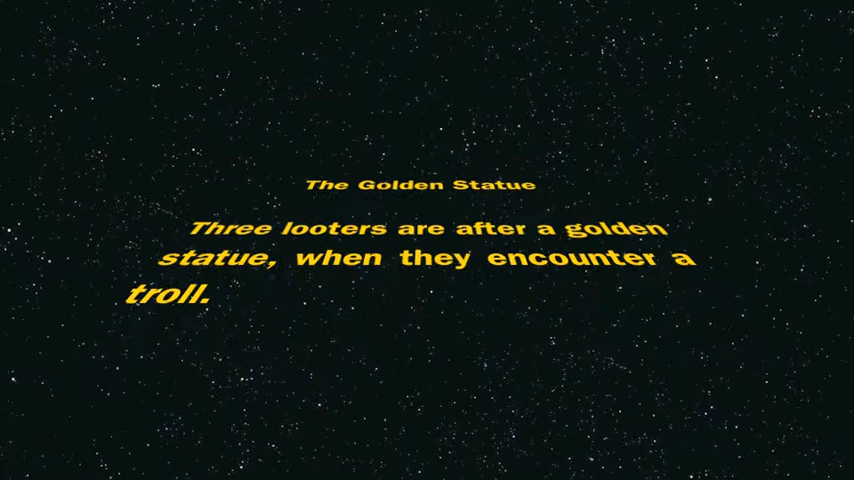 The Golden Statue
Three looters are after a golden
statue, when they encounter a
troll.